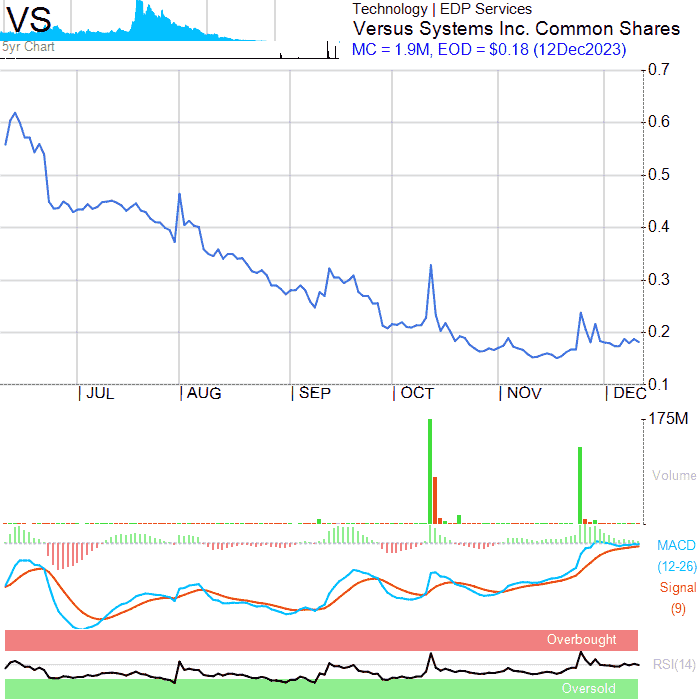 VS
Technology | EDP Services
Versus Systems Inc. Common Shares
5yr Chart
MC = 1.9M, EOD = $0.18 (12Dec2023)
0.7
0.6
0.5
0.4
0.3
0.2
0.1
| JUL | AUG | SEP | OCT | NOV | DEC
175M
Volume
MACD
(12-26)
Signal
(9)
Overbought
RSI(14)
Oversold